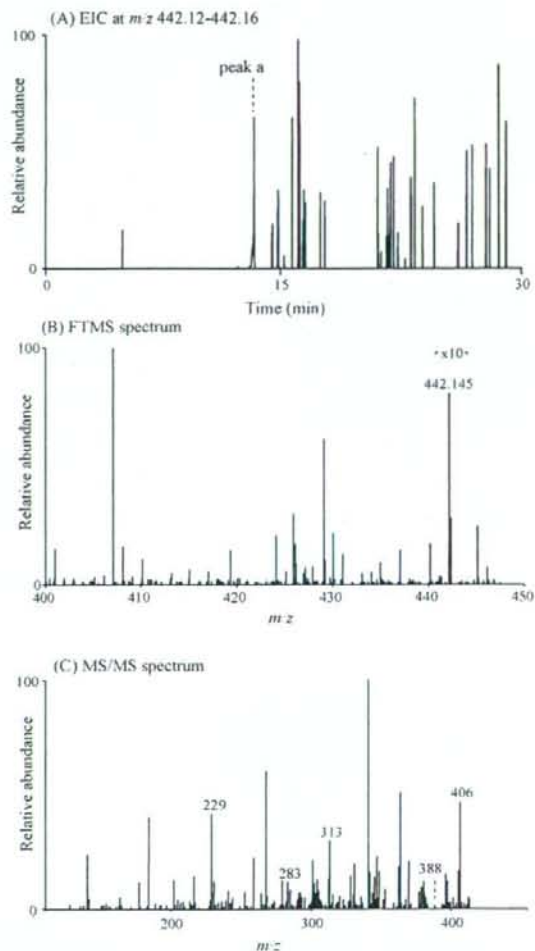 (A) EIC at m/z 442.12-442.16
peak a
Relative abundance
100
0
15
30
Time (min)
(B) FTMS spectrum
100
x10
442.145
Relative abundance
0
400
410
420
430
440
450
m/z
(C) MS/MS spectrum
100
406
229
313
388
283
Relative abundance
0
200
300
400
m/z